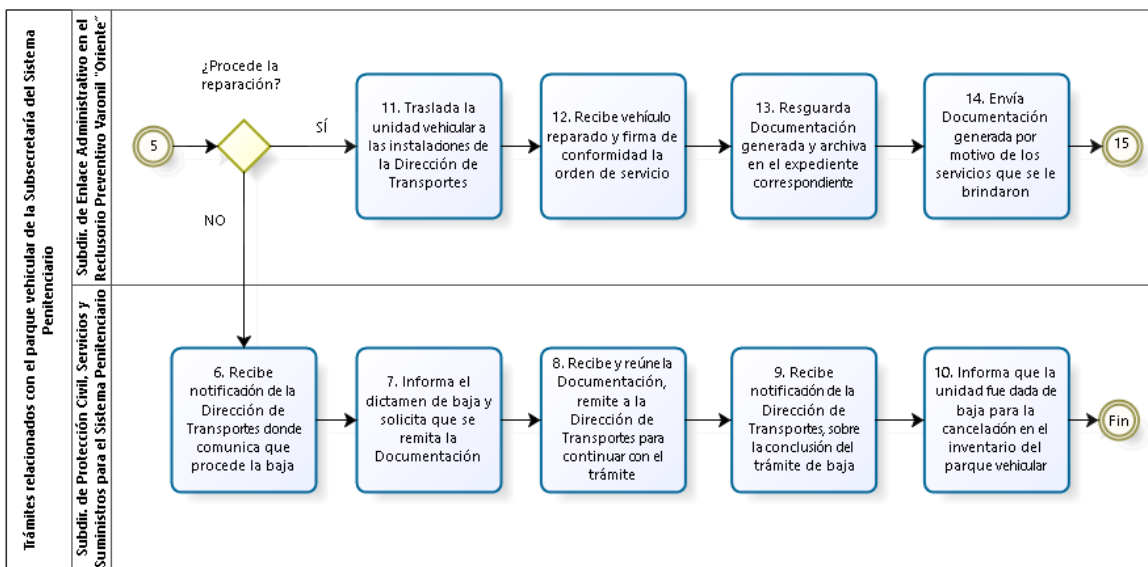 Trámites relacionados con el parque vehicular de la Subsecretaría del Sistema
Penitenciario
Subdir. de Enlace Administrativo en el
Reclusorio Preventivo Varonil "Oriente"
5
¿Procede la
reparación?
SÍ
NO
11. Traslada la
unidad vehicular a
las instalaciones de
la Dirección de
Transportes
12. Recibe vehículo
reparado y firma de
conformidad la
orden de servicio
13. Resguarda
Documentación
generada y archiva
en el expediente
correspondiente
14. Envía
Documentación
generada por
motivo de los
servicios que se le
brindaron
15
Subdir. de Protección Civil, Servicios y
Suministros para el Sistema Penitenciario
6. Recibe
notificación de la
Dirección de
Transportes donde
comunica que
procede la baja
7. Informa el
dictamen de baja y
solicita que se
remita la
Documentación
8. Recibe y reúne la
Documentación,
remite a la
Dirección de
Transportes para
continuar con el
trámite
9. Recibe
notificación de la
Dirección de
Transportes, sobre
la conclusión del
trámite de baja
10. Informa que la
unidad fue dada de
baja para la
cancelación en el
inventario del
parque vehicular
Fin